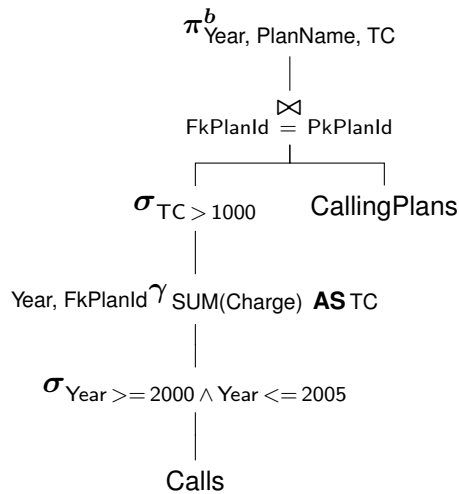 π^b Year, PlanName, TC
⋈
FkPlanId = PkPlanId
σ TC > 1000
CallingPlans
Year, FkPlanId γ SUM(Charge) AS TC
σ Year >= 2000 ∧ Year <= 2005
Calls